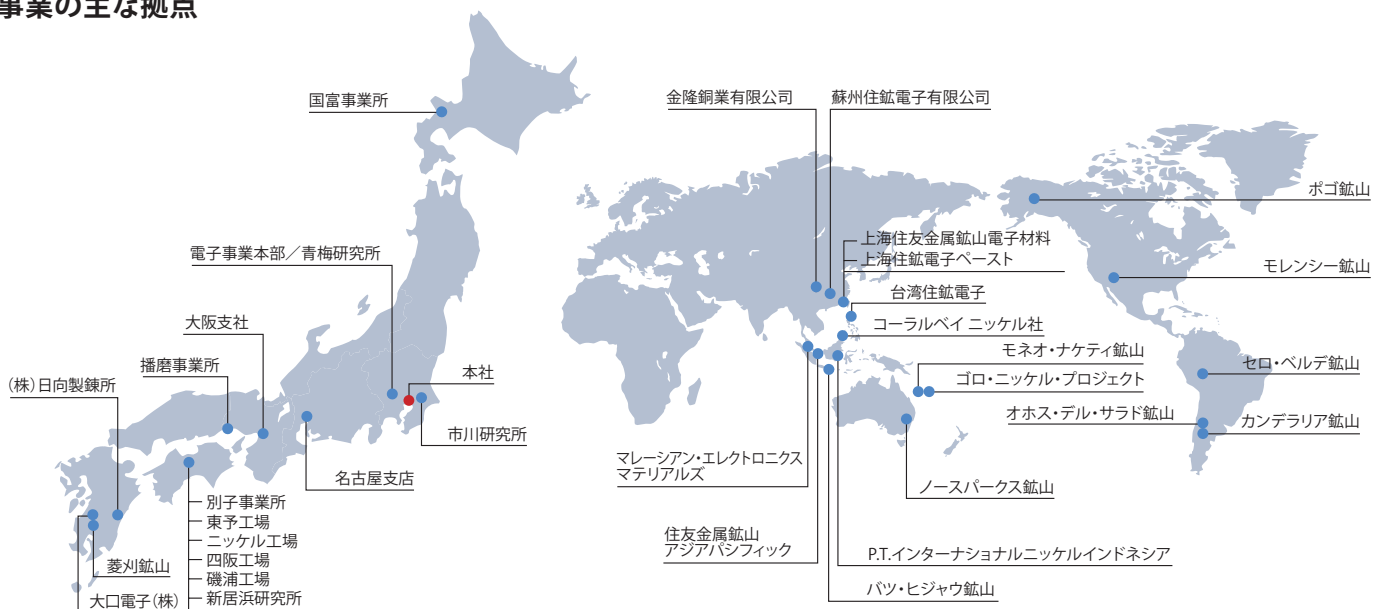 事業の主な拠点
国富事業所
電子事業本部／青梅研究所
大阪支社
播磨事業所
(株)日向製錬所
本社
市川研究所
名古屋支店
別子事業所
東予工場
ニッケル工場
四阪工場
磯浦工場
新居浜研究所
菱刈鉱山
大口電子(株)
金隆銅業有限公司
蘇州住鉱電子有限公司
上海住友金属鉱山電子材料
上海住鉱電子ペースト
台湾住鉱電子
コーラルベイ ニッケル社
モネオ・ナケティ鉱山
ゴロ・ニッケル・プロジェクト
マレーシアン・エレクトロニクス
マテリアルズ
住友金属鉱山
アジアパシフィック
ノースパークス鉱山
P.T.インターナショナルニッケルインドネシア
バツ・ヒジャウ鉱山
ポゴ鉱山
モレンシー鉱山
セロ・ベルデ鉱山
オホス・デル・サラド鉱山
カンデラリア鉱山